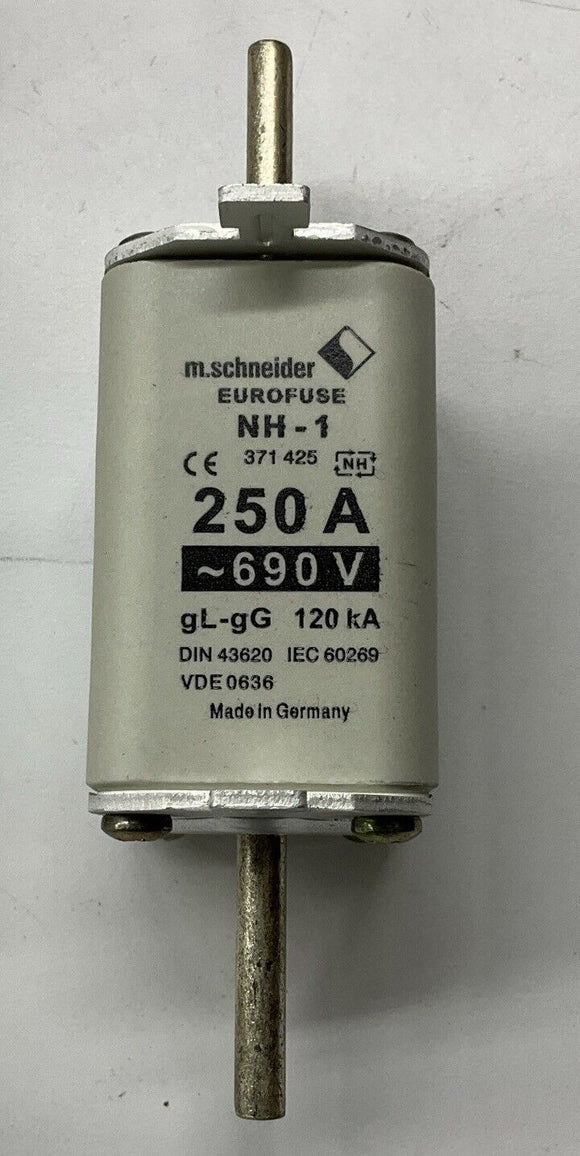 m.schneider
EUROFUSE
NH-1
CE 371 425 NH
250 A
~690 V
gL-gG 120 kA
DIN 43620 IEC 60269
VDE 0636
Made in Germany